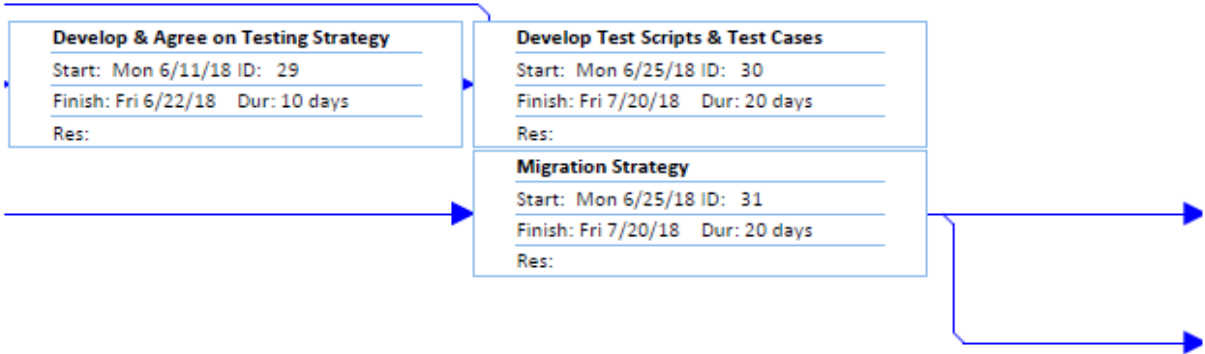 Develop & Agree on Testing Strategy
Start: Mon 6/11/18 ID: 29
Finish: Fri 6/22/18 Dur: 10 days
Res:
Develop Test Scripts & Test Cases
Start: Mon 6/25/18 ID: 30
Finish: Fri 7/20/18 Dur: 20 days
Res:
Migration Strategy
Start: Mon 6/25/18 ID: 31
Finish: Fri 7/20/18 Dur: 20 days
Res: